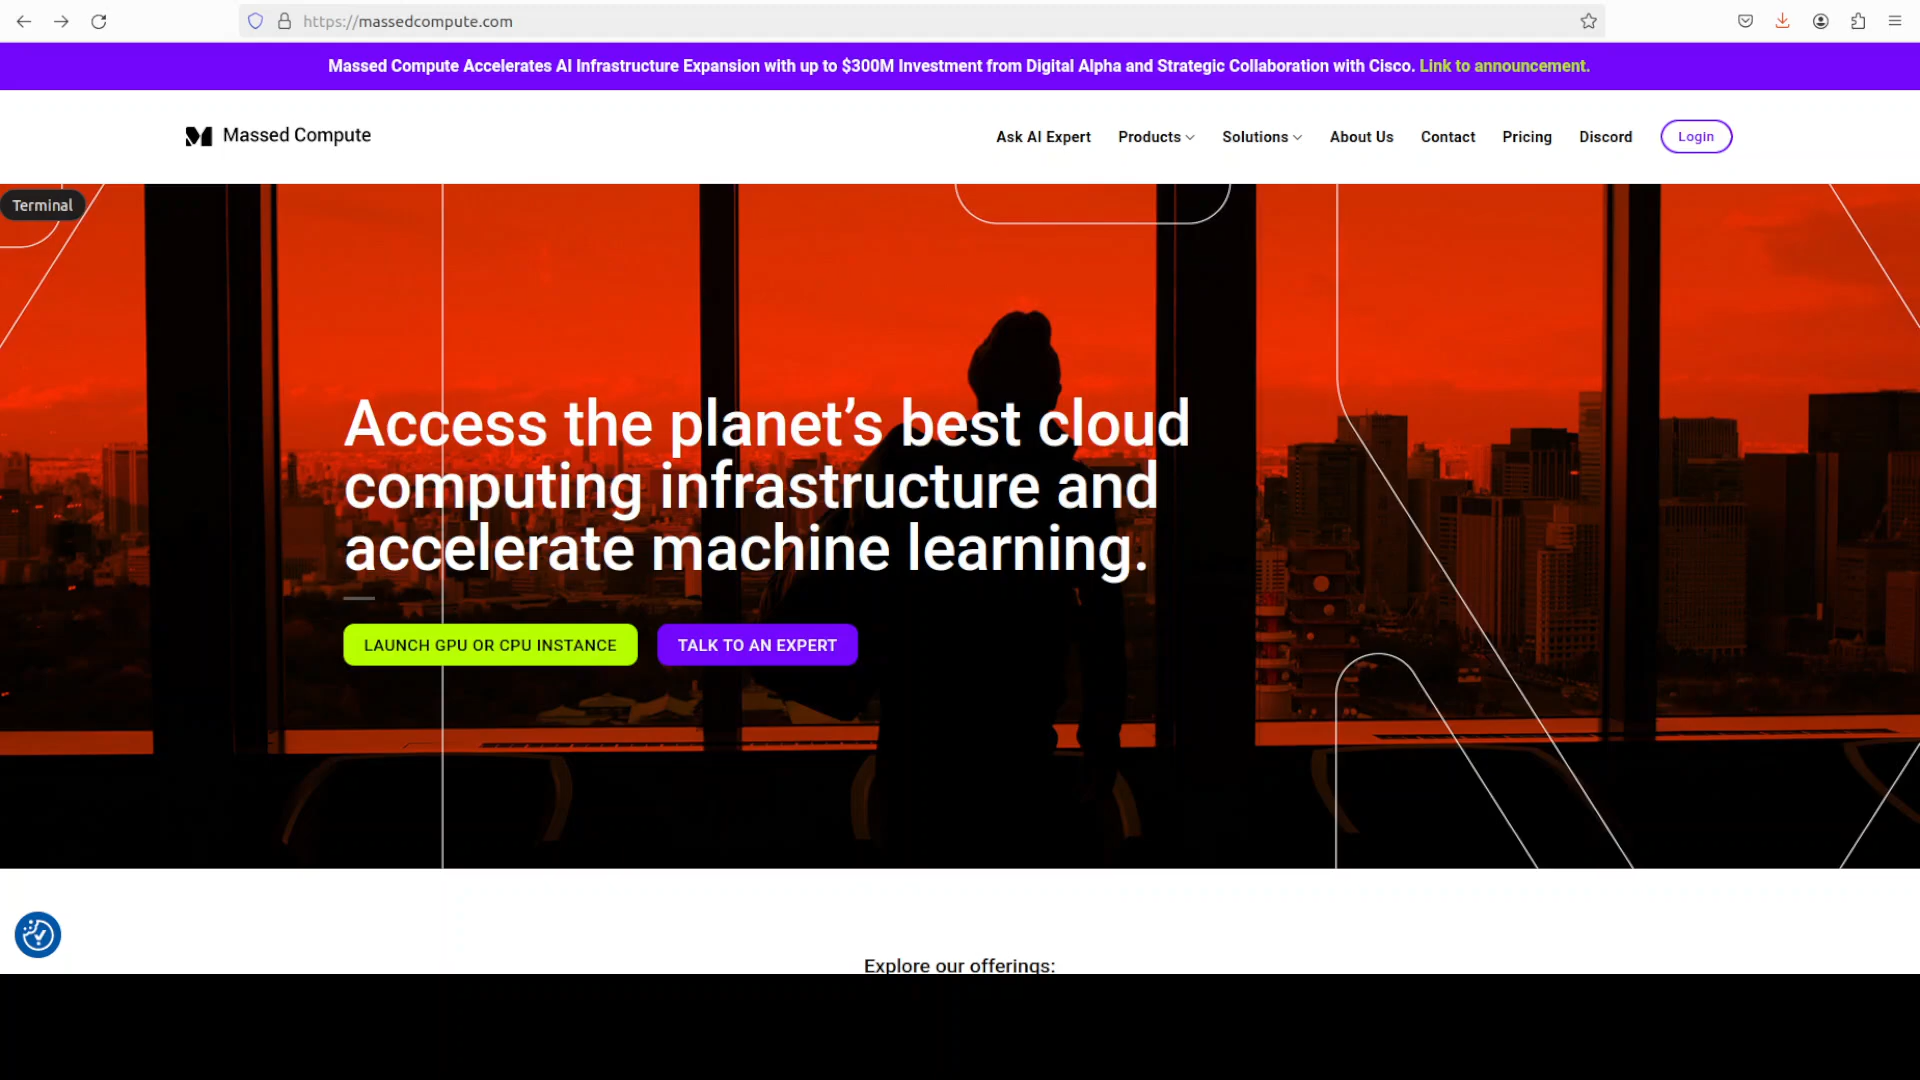 https://massedcompute.com
Massed Compute Accelerates AI Infrastructure Expansion with up to $300M Investment from Digital Alpha and Strategic Collaboration with Cisco. Link to announcement.
Massed Compute
Ask AI Expert
Products
Solutions
About Us
Contact
Pricing
Discord
Login
Terminal
Access the planet’s best cloud
computing infrastructure and
accelerate machine learning.
LAUNCH GPU OR CPU INSTANCE
TALK TO AN EXPERT
Explore our offerings: